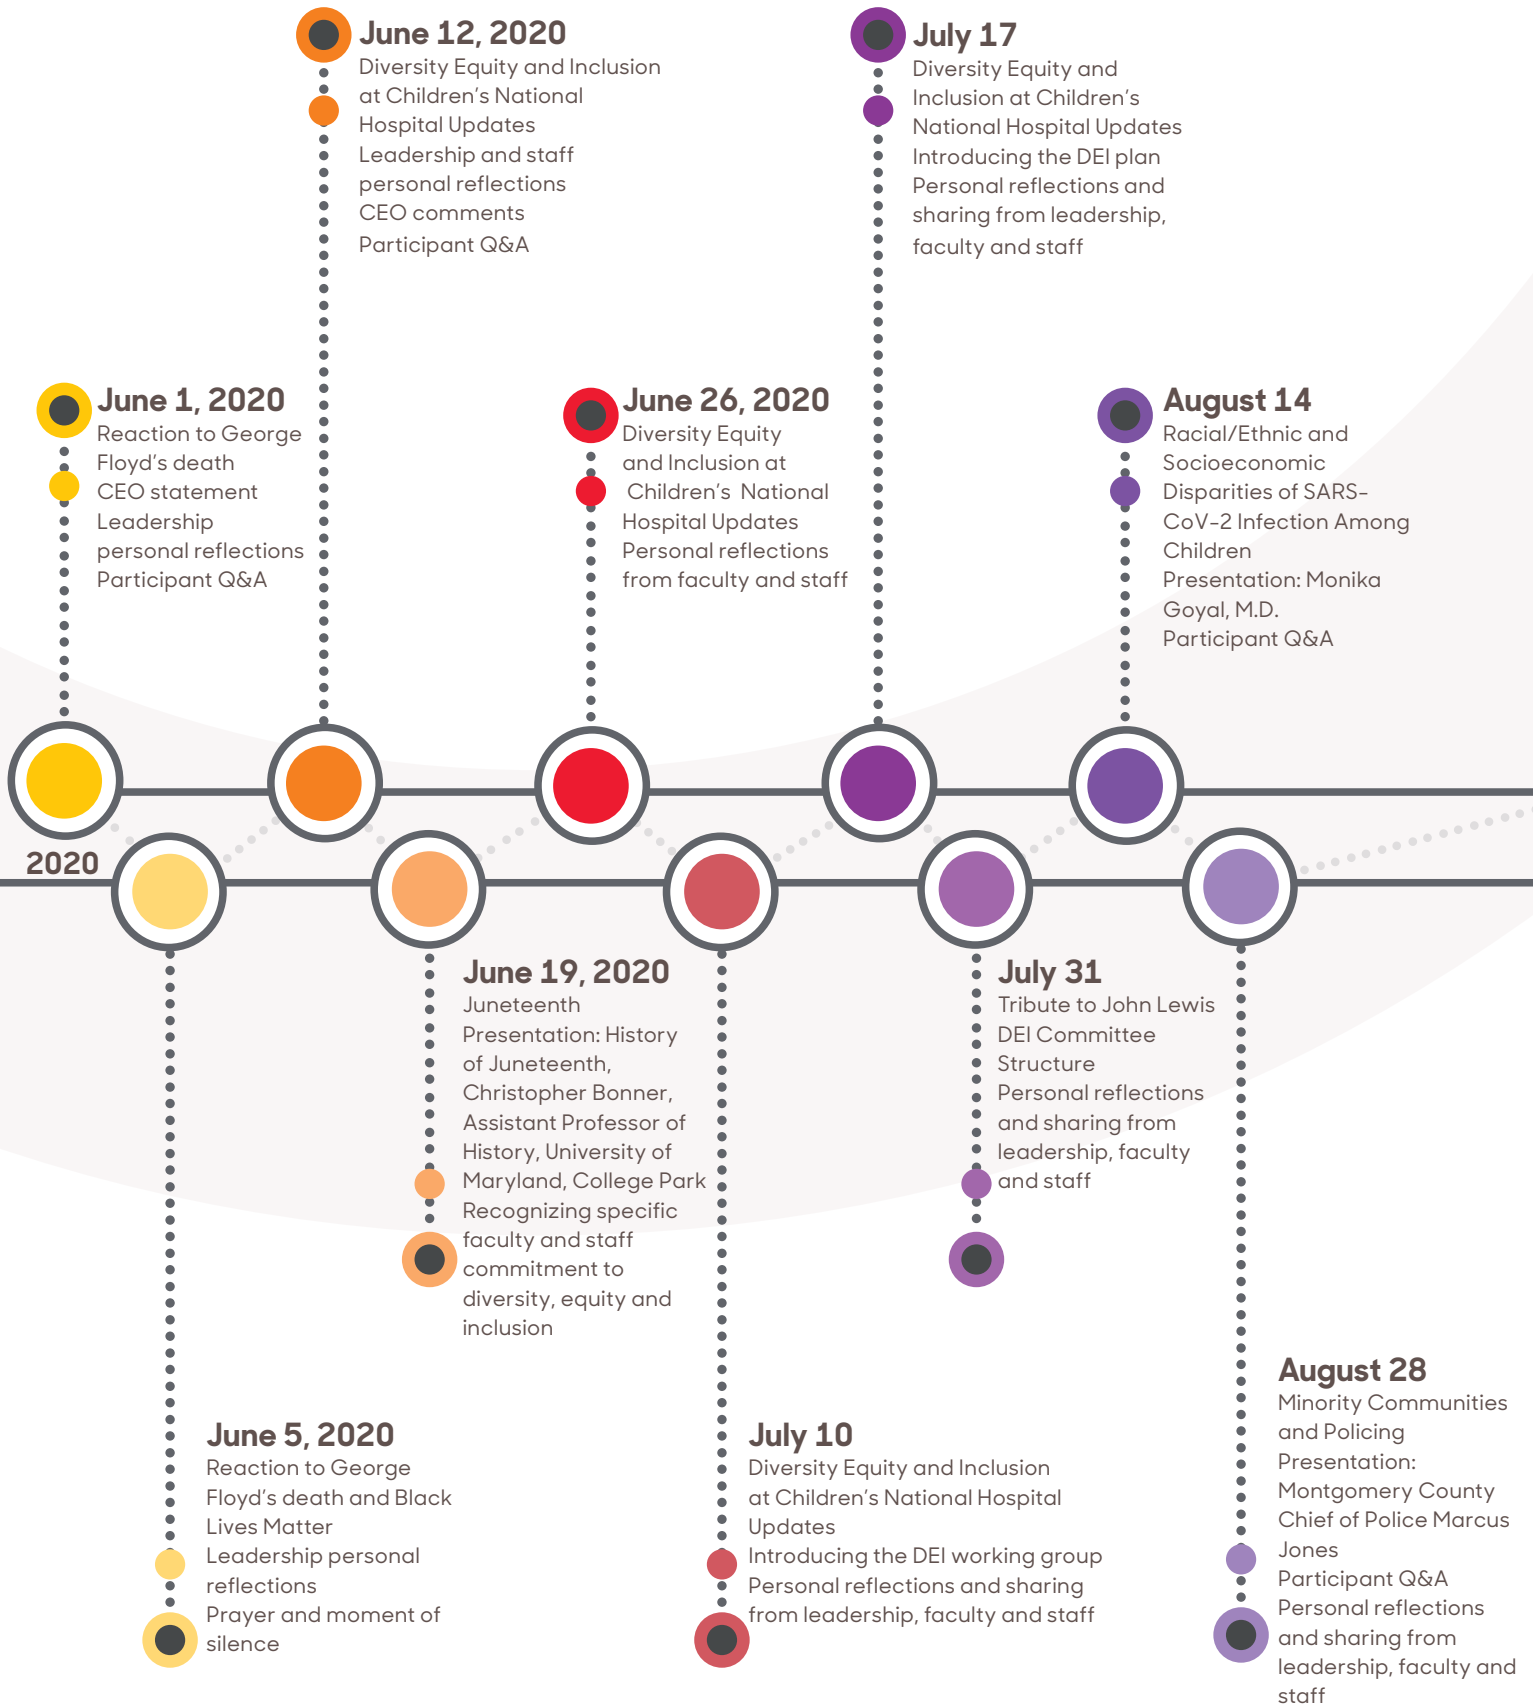 June 12, 2020
Diversity Equity and Inclusion
at Children's National
Hospital Updates
Leadership and staff
personal reflections
CEO comments
Participant Q&A
July 17
Diversity Equity and
Inclusion at Children's
National Hospital Updates
Introducing the DEI plan
Personal reflections and
sharing from leadership,
faculty and staff
June 1, 2020
Reaction to George
Floyd's death
CEO statement
Leadership
personal reflections
Participant Q&A
June 26, 2020
Diversity Equity
and Inclusion at
Children's National
Hospital Updates
Personal reflections
from faculty and staff
August 14
Racial/Ethnic and
Socioeconomic
Disparities of SARS-
CoV-2 Infection Among
Children
Presentation: Monika
Goyal, M.D.
Participant Q&A
2020
June 19, 2020
Juneteenth
Presentation: History
of Juneteenth,
Christopher Bonner,
Assistant Professor of
History, University of
Maryland, College Park
Recognizing specific
faculty and staff
commitment to
diversity, equity and
inclusion
July 31
Tribute to John Lewis
DEI Committee
Structure
Personal reflections
and sharing from
leadership, faculty
and staff
June 5, 2020
Reaction to George
Floyd's death and Black
Lives Matter
Leadership personal
reflections
Prayer and moment of
silence
July 10
Diversity Equity and Inclusion
at Children's National Hospital
Updates
Introducing the DEI working group
Personal reflections and sharing
from leadership, faculty and staff
August 28
Minority Communities
and Policing
Presentation:
Montgomery County
Chief of Police Marcus
Jones
Participant Q&A
Personal reflections
and sharing from
leadership, faculty and
staff